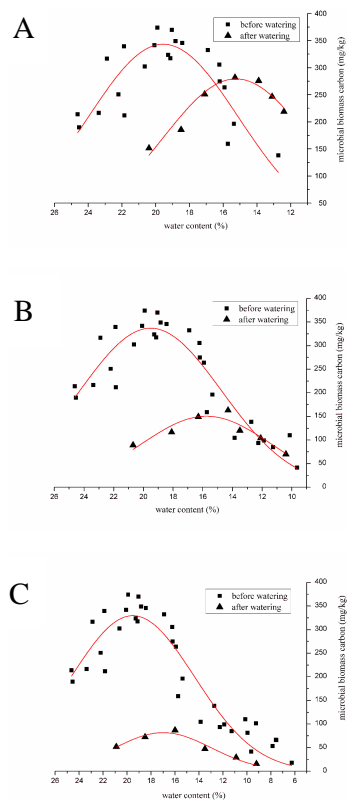 A
400
350
300
250
200
150
100
50
microbial biomass carbon (mg/kg)
before watering
after watering
26 24 22 20 18 16 14 12
water content (%)
B
400
350
300
250
200
150
100
50
0
microbial biomass carbon (mg/kg)
before watering
after watering
26 24 22 20 18 16 14 12 10
water content (%)
C
400
350
300
250
200
150
100
50
0
microbial biomass carbon (mg/kg)
before watering
after watering
26 24 22 20 18 16 14 12 10 8 6
water content (%)